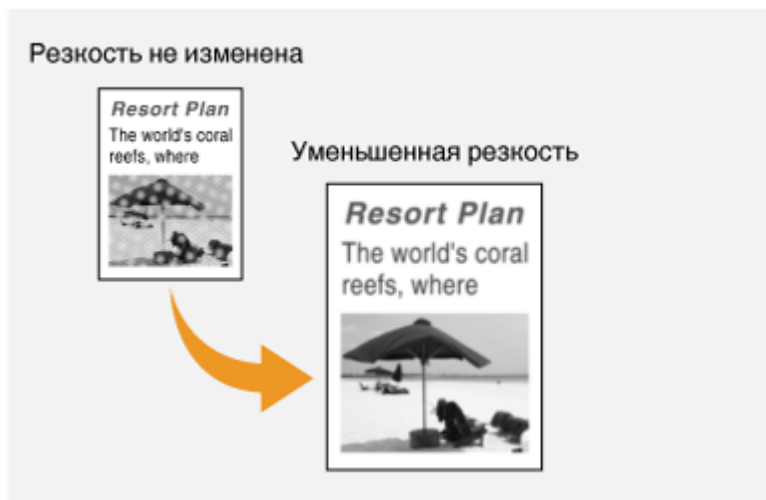 Резкость не изменена
Resort Plan
The world's coral
reefs, where
Уменьшенная резкость
Resort Plan
The world's coral
reefs, where